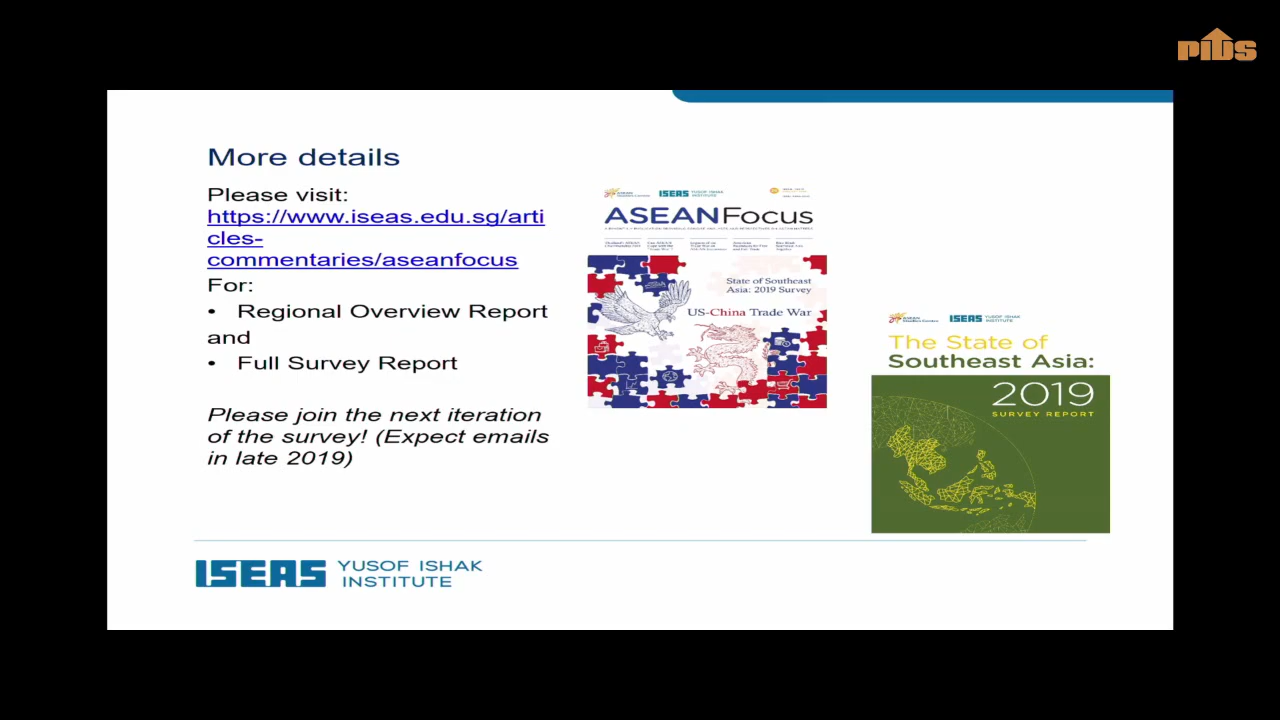 PIDS
More details
Please visit:
https://www.iseas.edu.sg/arti
cles-
commentaries/aseanfocus
For:
• Regional Overview Report
and
• Full Survey Report
Please join the next iteration
of the survey! (Expect emails
in late 2019)
ISEAS YUSOF ISHAK
INSTITUTE
ASEANFocus
State of Southeast
Asia: 2019 Survey
US-China Trade War
ISEAS YUSOF ISHAK
INSTITUTE
The State of
Southeast Asia:
2019
SURVEY REPORT
ISEAS YUSOF ISHAK
INSTITUTE